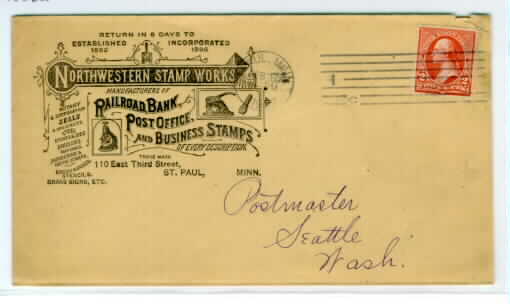 RETURN IN 5 DAYS TO
ESTABLISHED 1882
INCORPORATED 1896
NORTHWESTERN STAMP WORKS
MANUFACTURERS OF
RAILROAD, BANK,
POST OFFICE,
AND BUSINESS STAMPS
OF EVERY DESCRIPTION.
NOTARY
& CORPORATION
SEALS
STENCILS,
BRASS SIGNS, ETC.
TRADE MARK
110 East Third Street,
ST. PAUL, MINN.
Postmaster
Seattle
Wash.